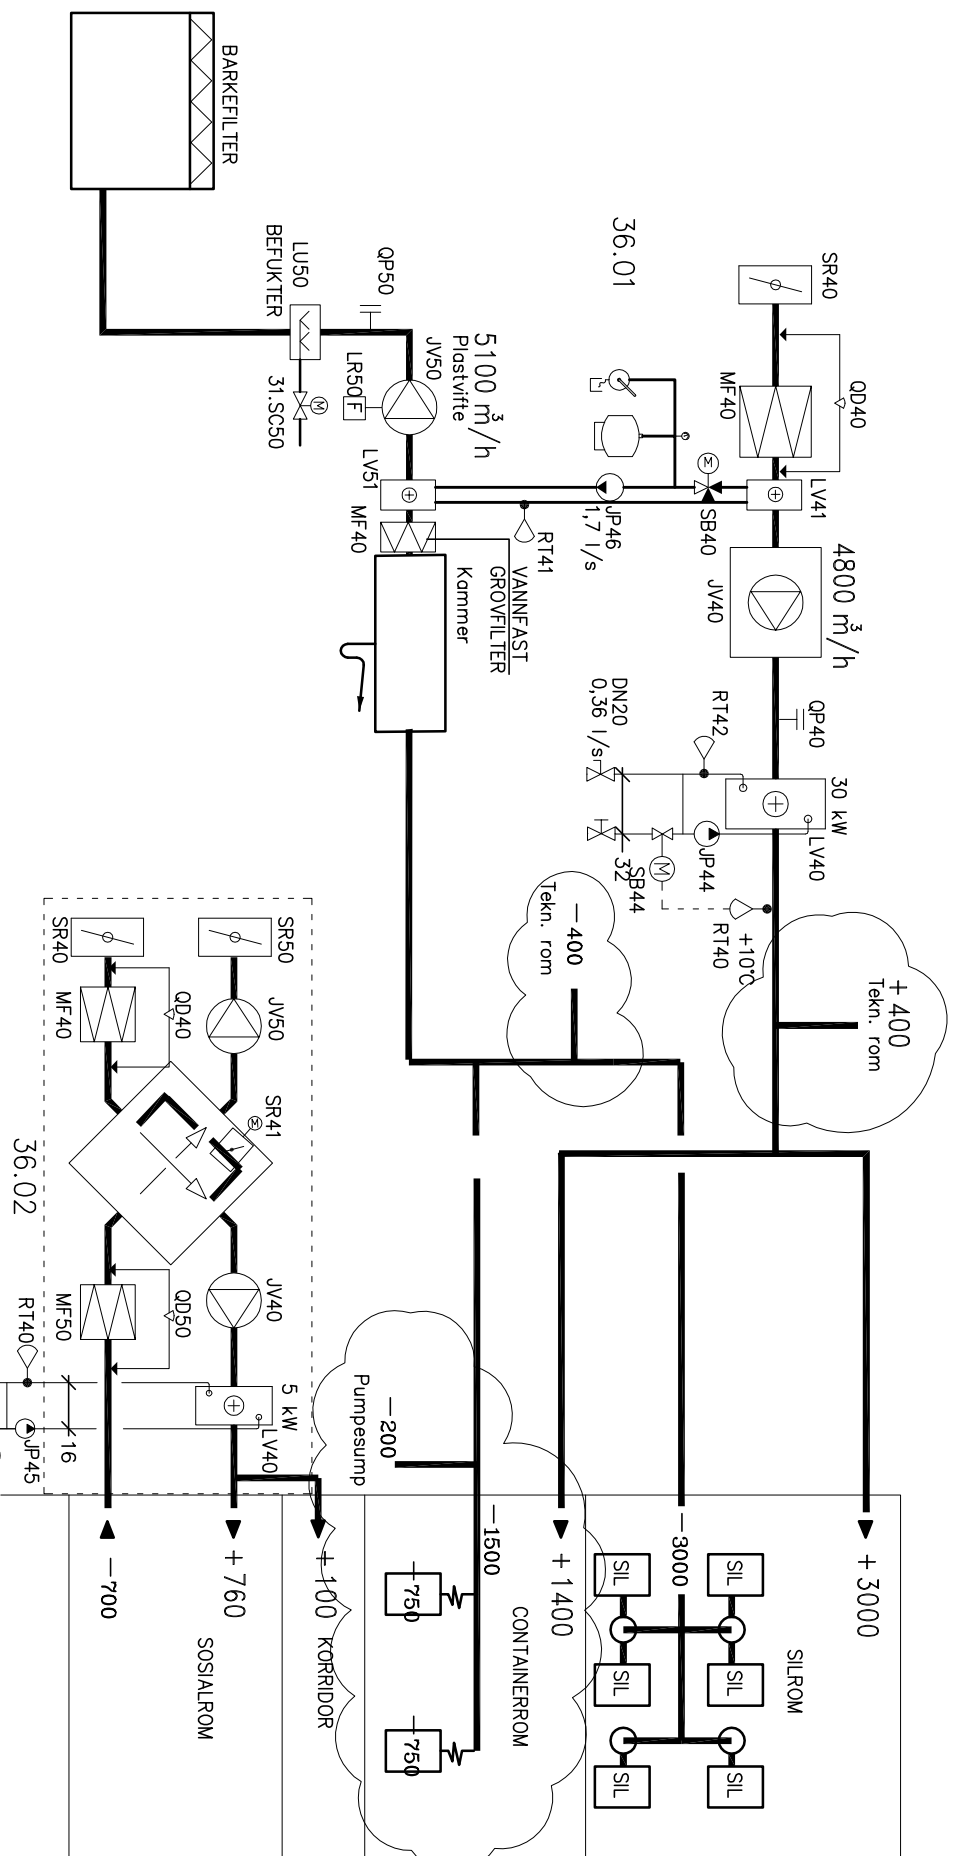 BARKEFILTER
LU50
BEFUKTER
31.SC50
M
QP50
LR50
F
5100 m³/h
Plastvifte
JV50
LV51
MF40
VANNFAST
GROVFILTER
Kammer
36.01
SR40
QD40
MF40
LV41
M
SB40
JP46
1,7 l/s
RT41
4800 m³/h
JV40
QP40
RT42
DN20
0,36 l/s
30 kW
LV40
JP44
32
SB44
M
RT40
+10°C
+400
Tekn. rom
−400
Tekn. rom
SR50
SR40
JV50
QD40
MF40
SR41
M
36.02
JV40
QD50
MF50
RT40
5 kW
LV40
16
JP45
−200
Pumpesump
+3000
−3000
SILROM
SIL
SIL
SIL
SIL
SIL
SIL
+1400
−1500
CONTAINERROM
−750
−750
+100
KORRIDOR
+760
−700
SOSIALROM